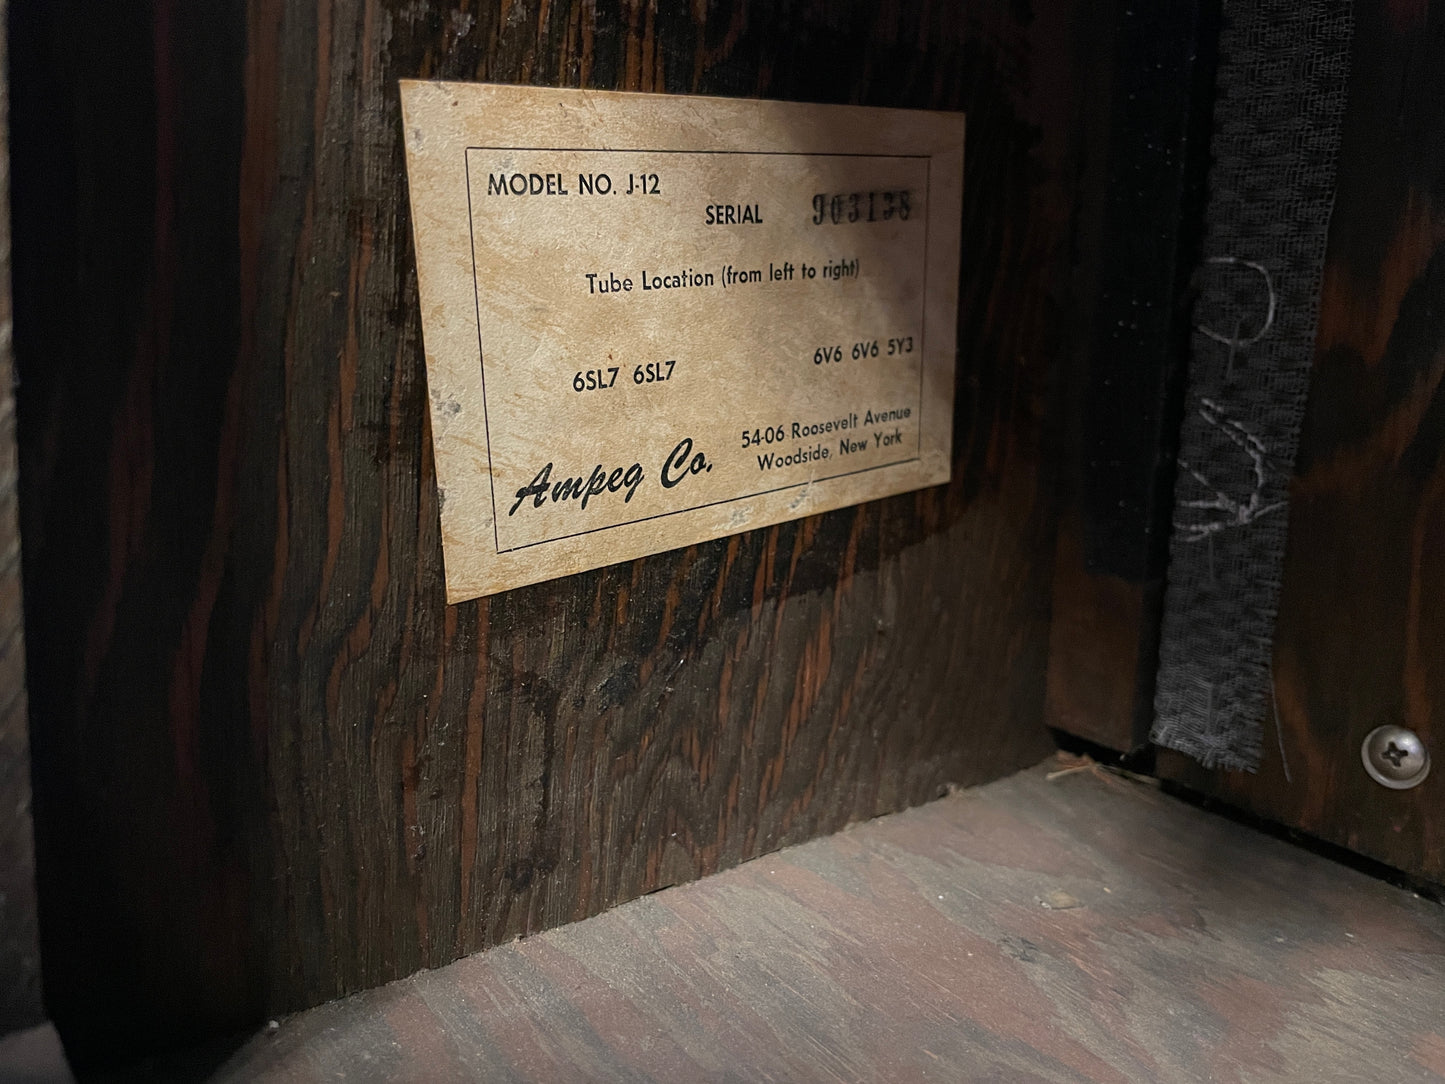 MODEL NO. J-12
SERIAL 903138
Tube Location (from left to right)
6SL7 6SL7 6V6 6V6 5Y3
Ampeg Co.
54-06 Roosevelt Avenue
Woodside, New York